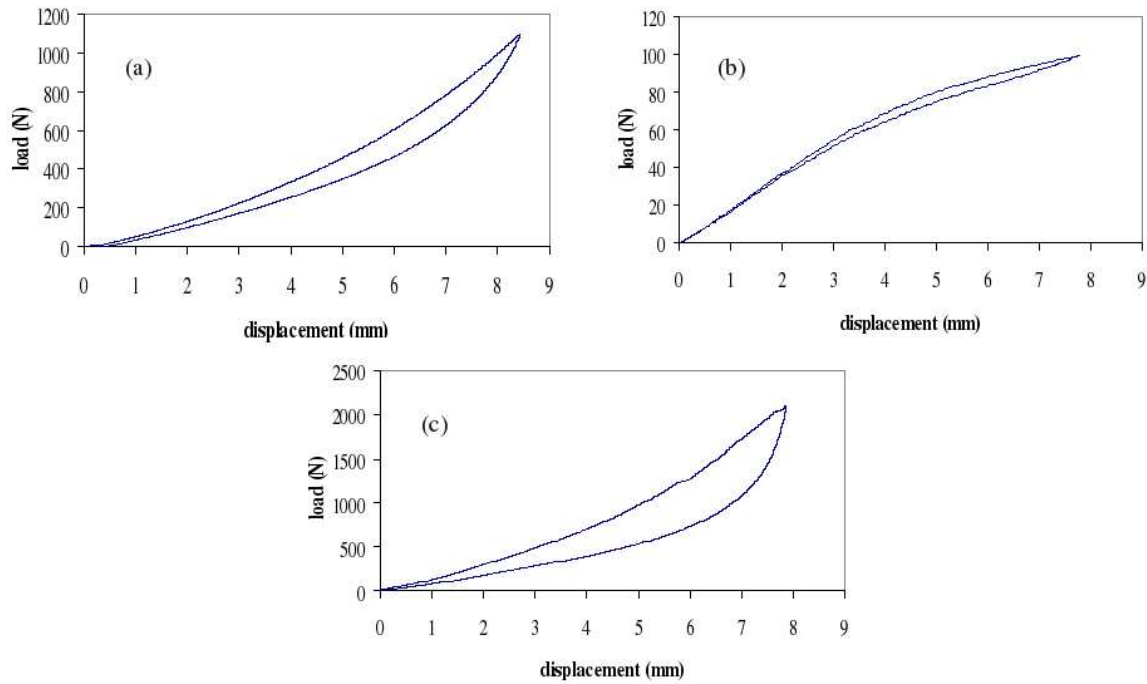 1200
1000
800
600
400
200
0
(a)
load (N)
0 1 2 3 4 5 6 7 8 9
displacement (mm)
120
100
80
60
40
20
0
(b)
load (N)
0 1 2 3 4 5 6 7 8 9
displacement (mm)
2500
2000
1500
1000
500
0
(c)
load (N)
0 1 2 3 4 5 6 7 8 9
displacement (mm)